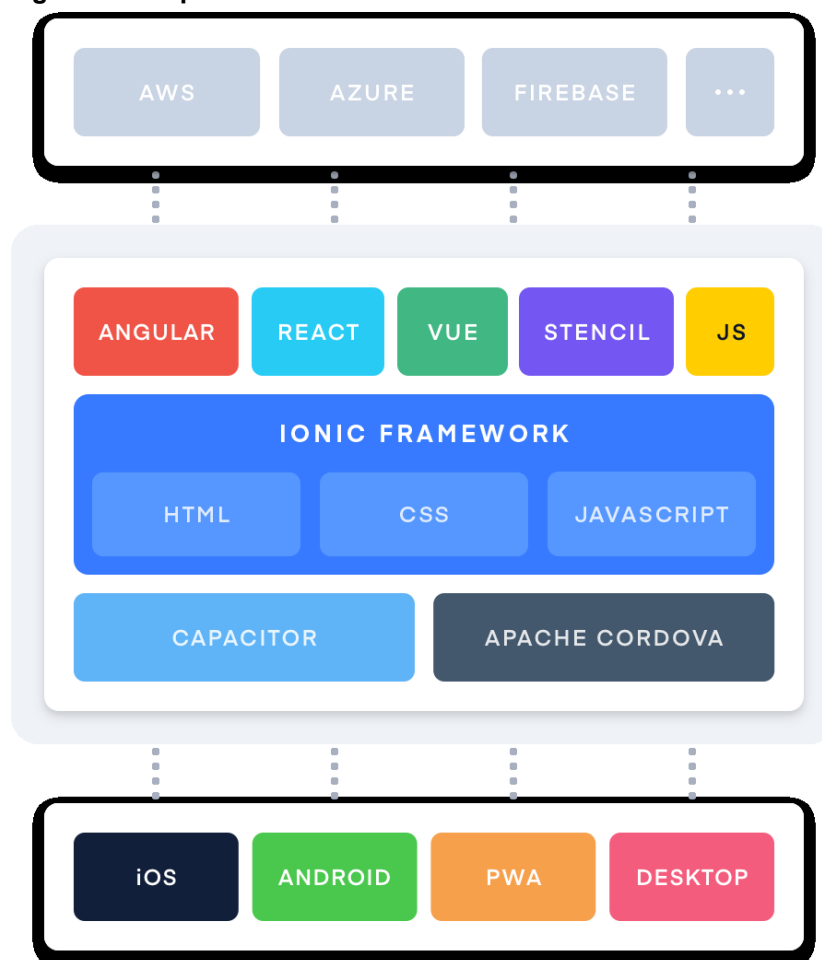 AWS AZURE FIREBASE ...
ANGULAR REACT VUE STENCIL JS
IONIC FRAMEWORK
HTML CSS JAVASCRIPT
CAPACITOR APACHE CORDOVA
iOS ANDROID PWA DESKTOP